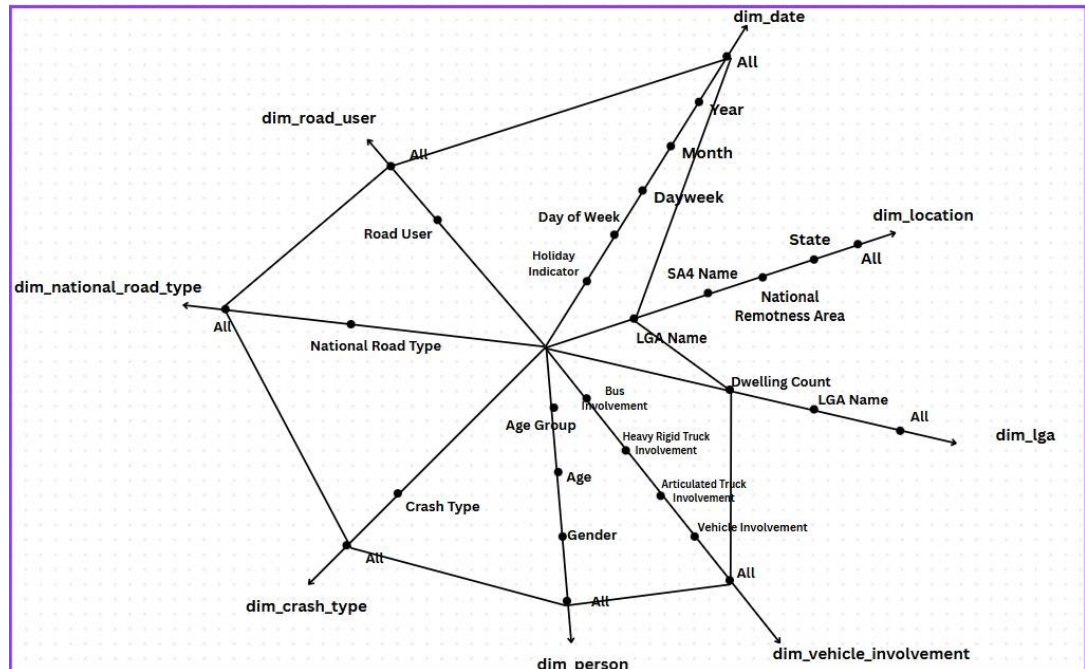 dim_date
All
Year
Month
Dayweek
Day of Week
Holiday
Indicator
dim_road_user
All
Road User
dim_location
All
State
National
Remotness Area
SA4 Name
LGA Name
dim_national_road_type
All
National Road Type
Dwelling Count
LGA Name
All
dim_lga
Bus
Involvement
Heavy Rigid Truck
Involvement
Articulated Truck
Involvement
Vehicle Involvement
All
dim_vehicle_involvement
Age Group
Age
Gender
All
dim_person
Crash Type
All
dim_crash_type